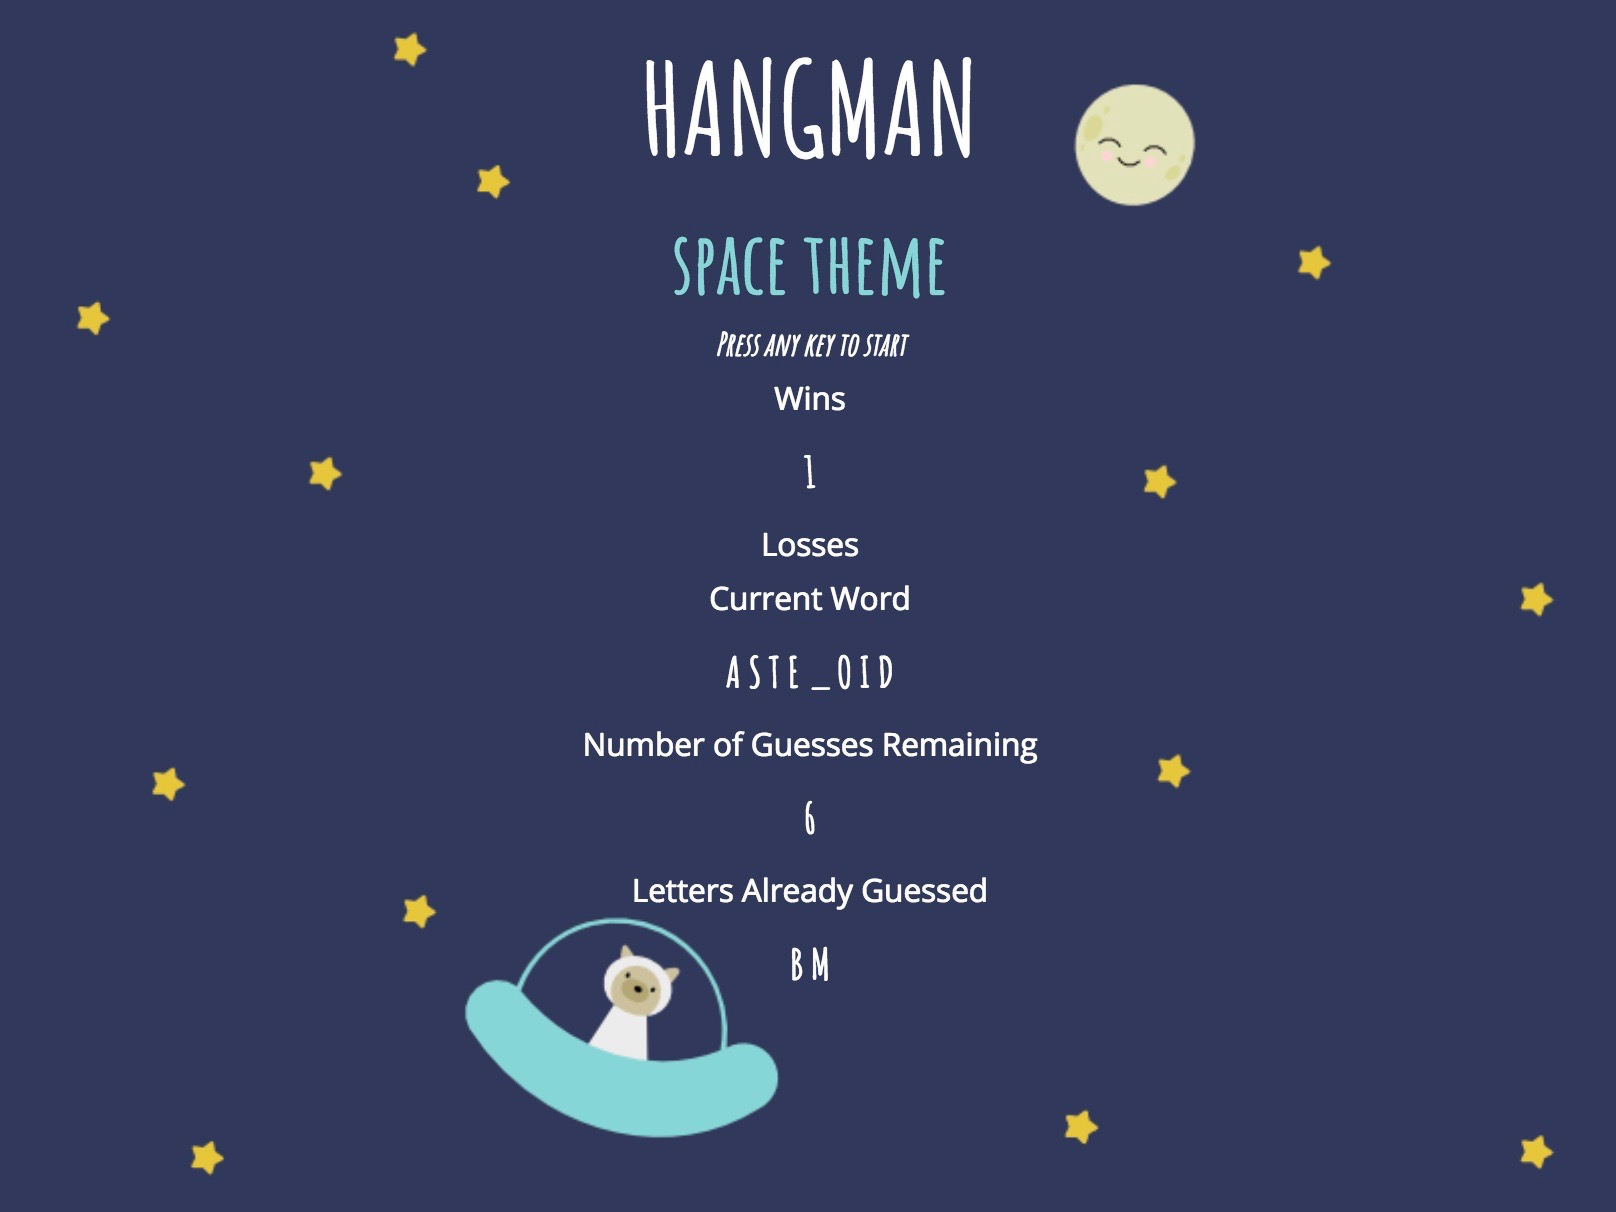 HANGMAN
SPACE THEME
PRESS ANY KEY TO START
Wins
1
Losses
Current Word
A S T E _ O I D
Number of Guesses Remaining
6
Letters Already Guessed
B M